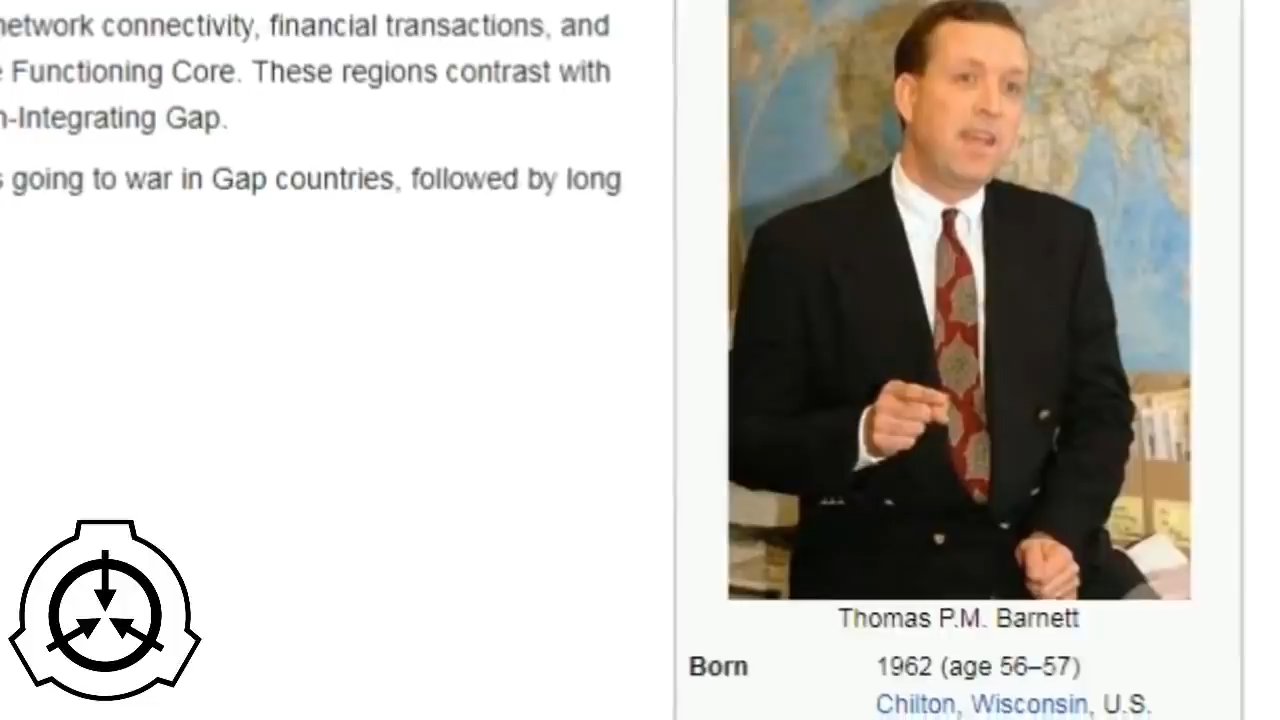 network connectivity, financial transactions, and
Functioning Core. These regions contrast with
-Integrating Gap.
going to war in Gap countries, followed by long
Thomas P.M. Barnett
Born 1962 (age 56–57)
Chilton, Wisconsin, U.S.